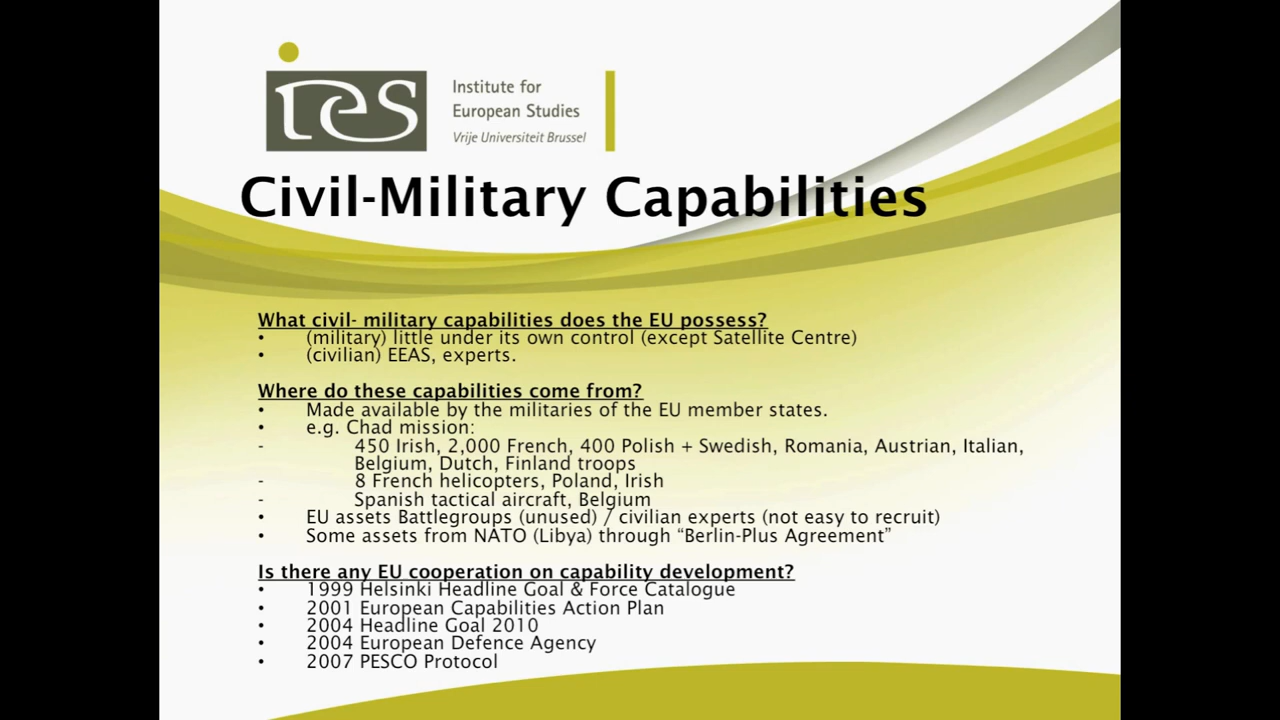 ies
Institute for
European Studies
Vrije Universiteit Brussel
Civil-Military Capabilities
What civil- military capabilities does the EU possess?
• (military) little under its own control (except Satellite Centre)
• (civilian) EEAS, experts.
Where do these capabilities come from?
• Made available by the militaries of the EU member states.
• e.g. Chad mission:
- 450 Irish, 2,000 French, 400 Polish + Swedish, Romania, Austrian, Italian,
Belgium, Dutch, Finland troops
- 8 French helicopters, Poland, Irish
- Spanish tactical aircraft, Belgium
• EU assets Battlegroups (unused) / civilian experts (not easy to recruit)
• Some assets from NATO (Libya) through “Berlin-Plus Agreement”
Is there any EU cooperation on capability development?
• 1999 Helsinki Headline Goal & Force Catalogue
• 2001 European Capabilities Action Plan
• 2004 Headline Goal 2010
• 2004 European Defence Agency
• 2007 PESCO Protocol